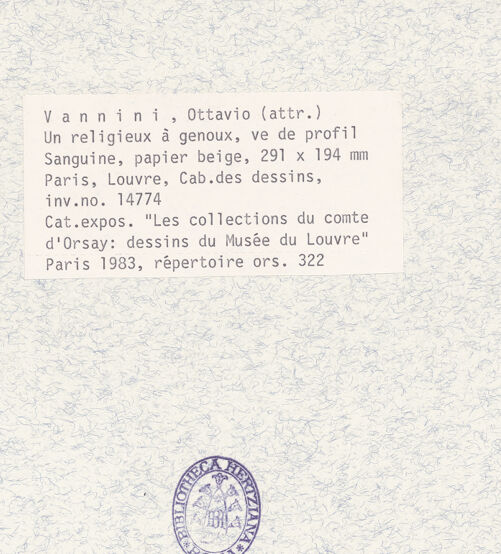 V a n n i n i , Ottavio (attr.)
Un religieux à genoux, ve de profil
Sanguine, papier beige, 291 x 194 mm
Paris, Louvre, Cab.des dessins,
inv.no. 14774
Cat.expos. "Les collections du comte
d'Orsay: dessins du Musée du Louvre"
Paris 1983, répertoire ors. 322
BIBLIOTHECA HERTZIANA